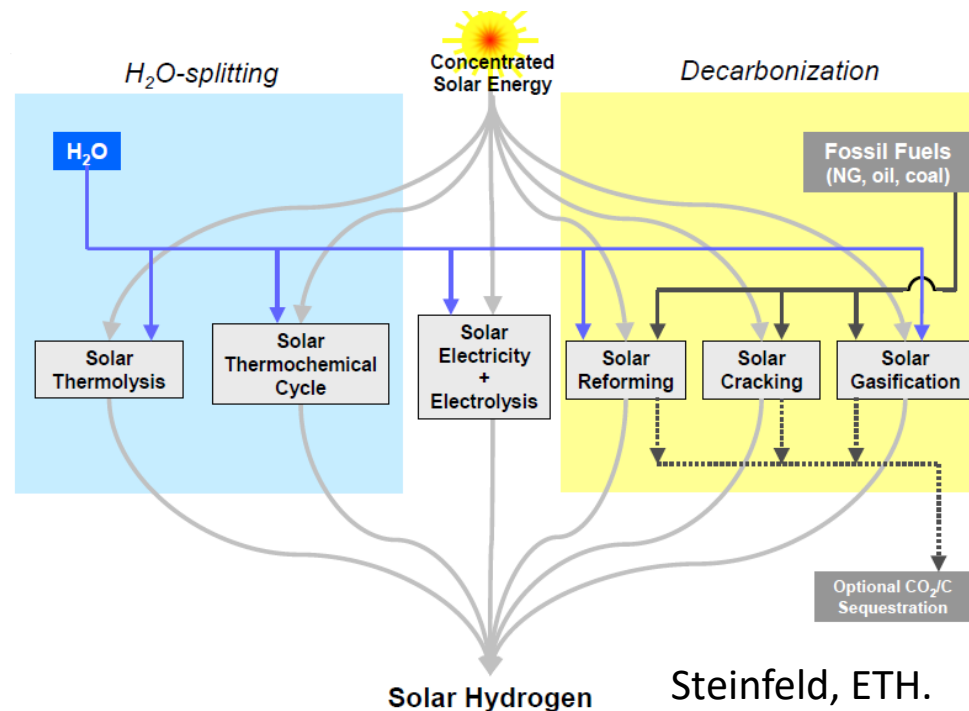 H₂O-splitting
Concentrated
Solar Energy
Decarbonization
H₂O
Fossil Fuels
(NG, oil, coal)
Solar
Thermolysis
Solar
Thermochemical
Cycle
Solar
Electricity
+
Electrolysis
Solar
Reforming
Solar
Cracking
Solar
Gasification
Optional CO₂/C
Sequestration
Solar Hydrogen
Steinfeld, ETH.